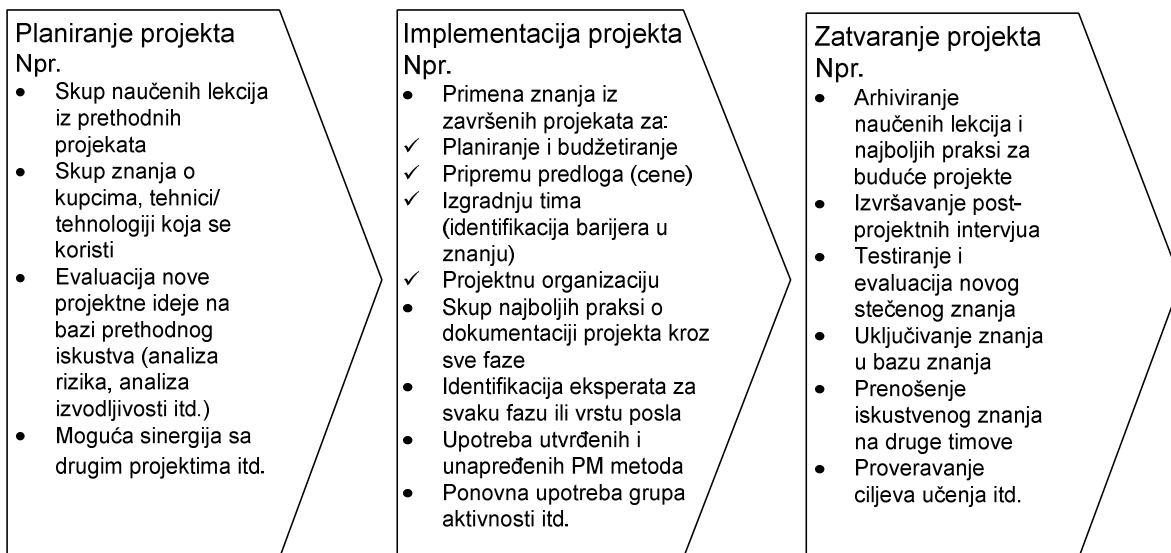 Planiranje projekta
Npr.
• Skup naučenih lekcija
iz prethodnih
projekata
• Skup znanja o
kupcima, tehnici/
tehnologiji koja se
koristi
• Evaluacija nove
projektne ideje na
bazi prethodnog
iskustva (analiza
rizika, analiza
izvodljivosti itd.)
• Moguća sinergija sa
drugim projektima itd.
Implementacija projekta
Npr.
• Primena znanja iz
završenih projekata za:
✓ Planiranje i budžetiranje
✓ Pripremu predloga (cene)
✓ Izgradnju tima
(identifikacija barijera u
znanju)
✓ Projektnu organizaciju
• Skup najboljih praksi o
dokumentaciji projekta kroz
sve faze
• Identifikacija eksperata za
svaku fazu ili vrstu posla
• Upotreba utvrđenih i
unapređenih PM metoda
• Ponovna upotreba grupa
aktivnosti itd.
Zatvaranje projekta
Npr.
• Arhiviranje
naučenih lekcija i
najboljih praksi za
buduće projekte
• Izvršavanje post-
projektnih intervjua
• Testiranje i
evaluacija novog
stečenog znanja
• Uključivanje znanja
u bazu znanja
• Prenošenje
iskustvenog znanja
na druge timove
• Proveravanje
ciljeva učenja itd.